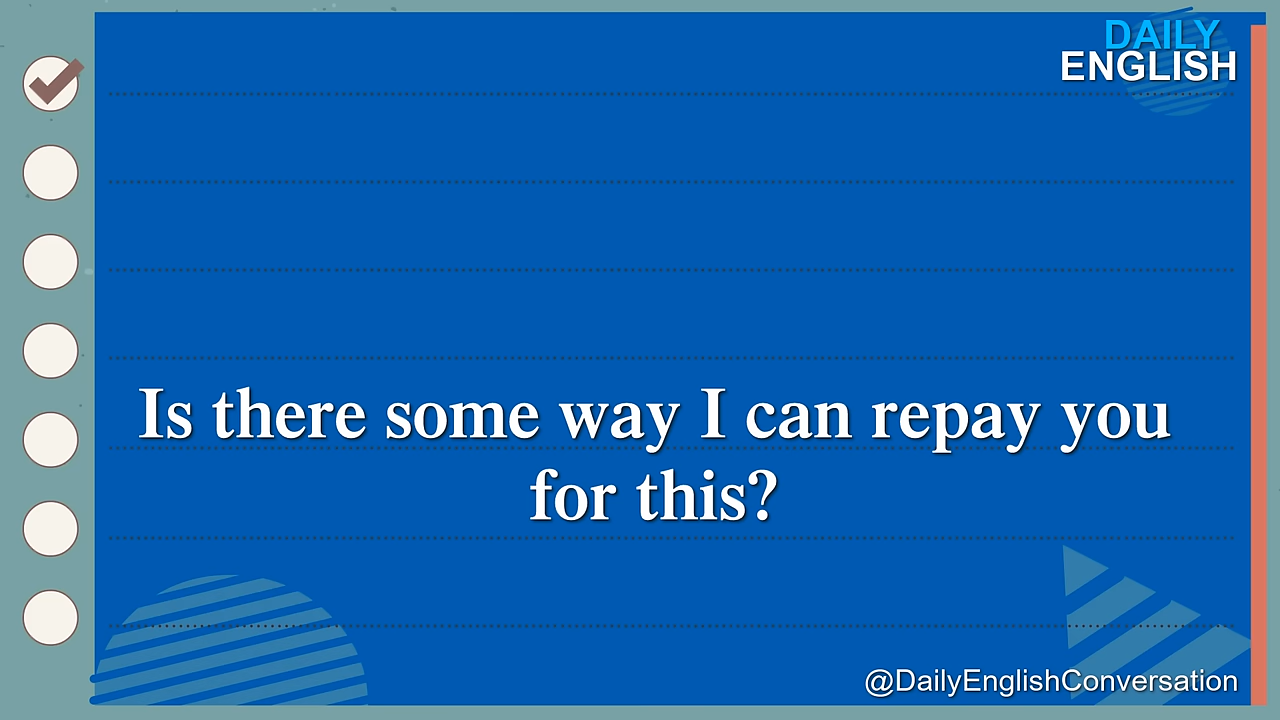 DAILY
ENGLISH
Is there some way I can repay you
for this?
@DailyEnglishConversation